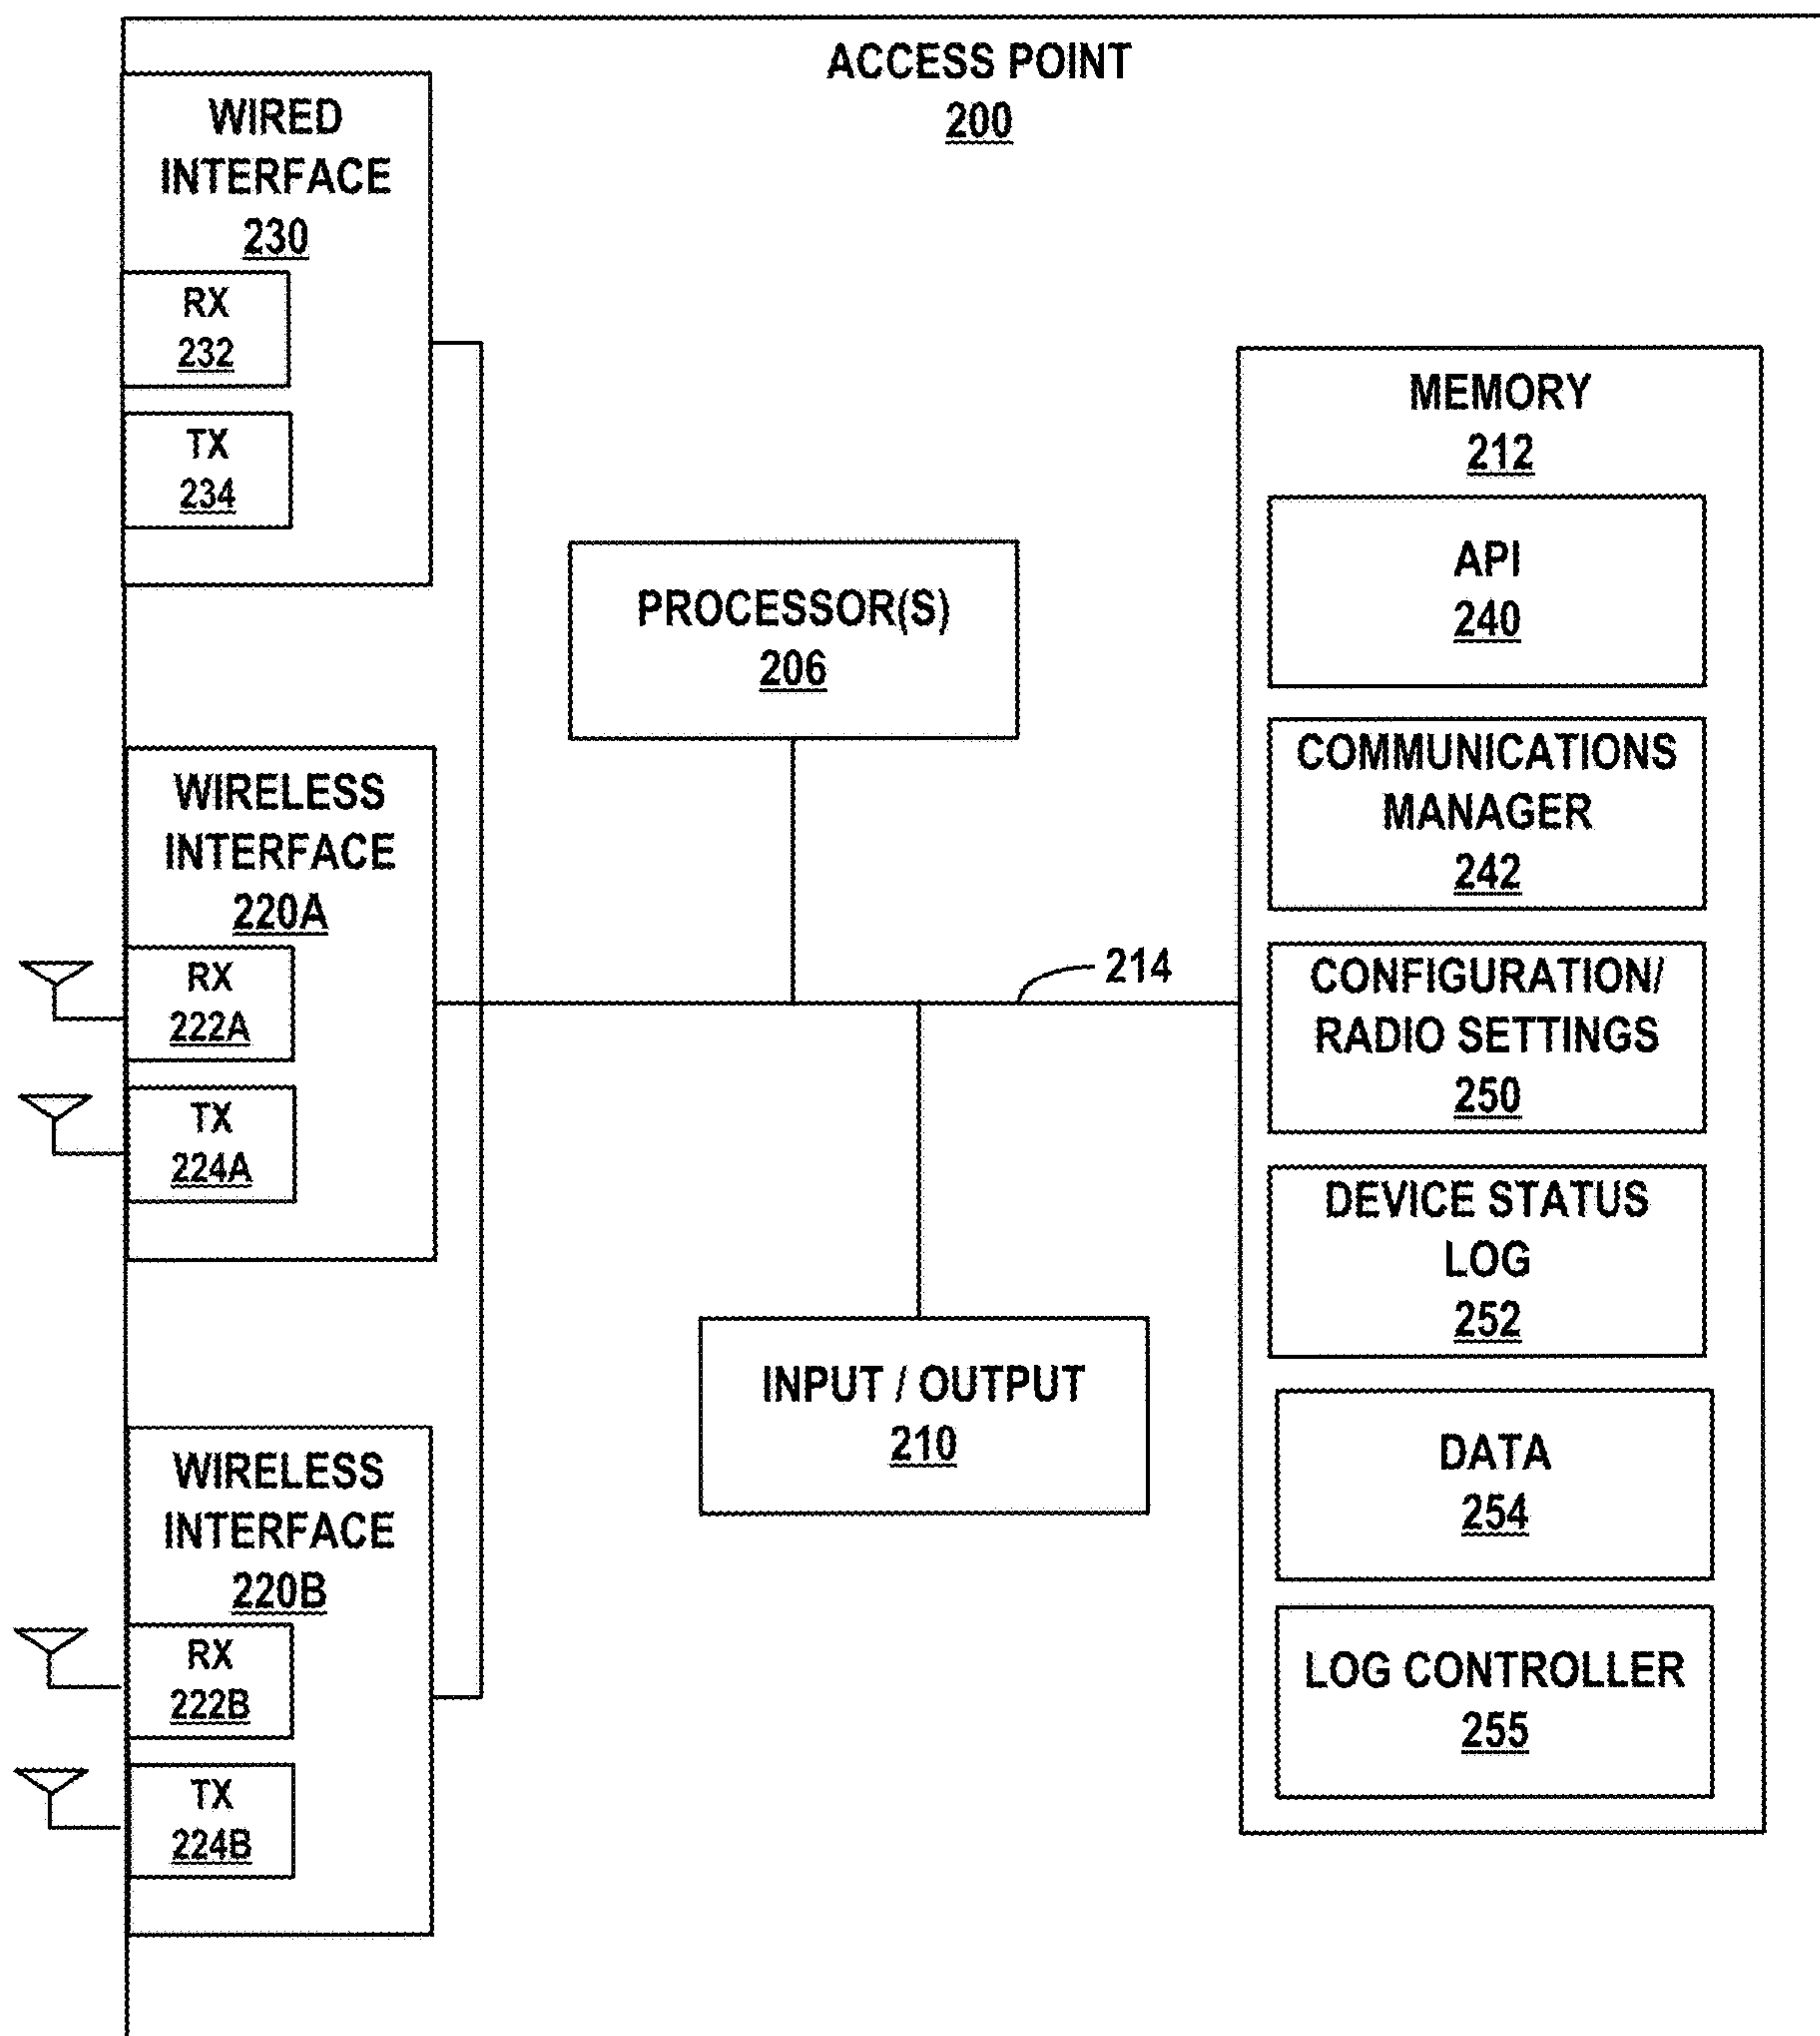 ACCESS POINT
200
WIRED
INTERFACE
230
RX
232
TX
234
WIRELESS
INTERFACE
220A
RX
222A
TX
224A
WIRELESS
INTERFACE
220B
RX
222B
TX
224B
PROCESSOR(S)
206
214
INPUT / OUTPUT
210
MEMORY
212
API
240
COMMUNICATIONS
MANAGER
242
CONFIGURATION/
RADIO SETTINGS
250
DEVICE STATUS
LOG
252
DATA
254
LOG CONTROLLER
255